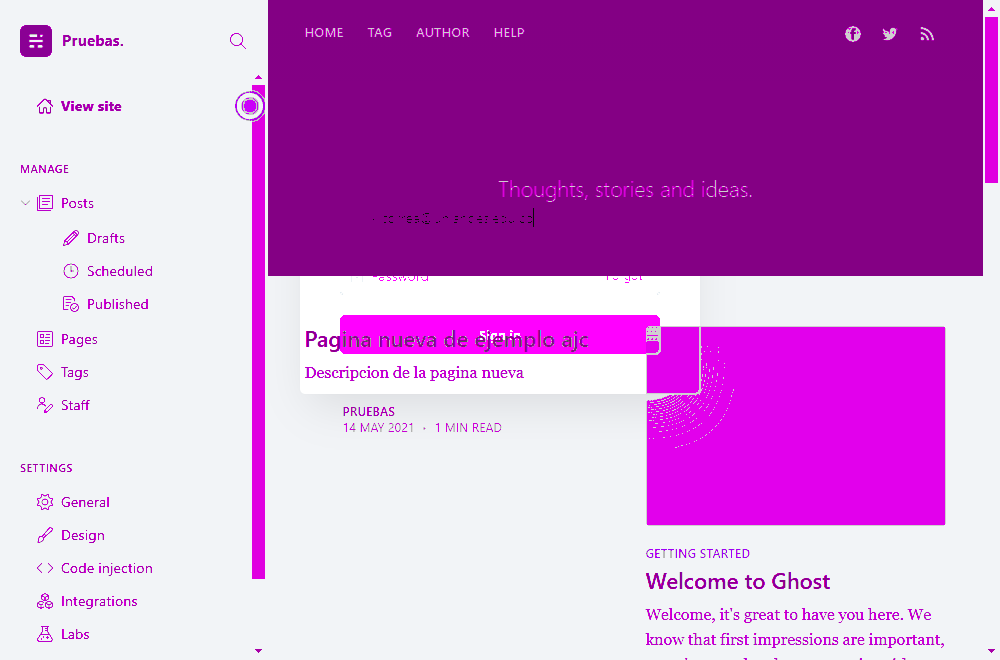 Pruebas.
View site
MANAGE
Posts
Drafts
Scheduled
Published
Pages
Tags
Staff
SETTINGS
General
Design
Code injection
Integrations
Labs
HOME TAG AUTHOR HELP
Thoughts, stories and ideas.
Password
Sign in
Pagina nueva de ejemplo ajc
Descripcion de la pagina nueva
PRUEBAS
14 MAY 2021 · 1 MIN READ
GETTING STARTED
Welcome to Ghost
Welcome, it's great to have you here. We
know that first impressions are important,